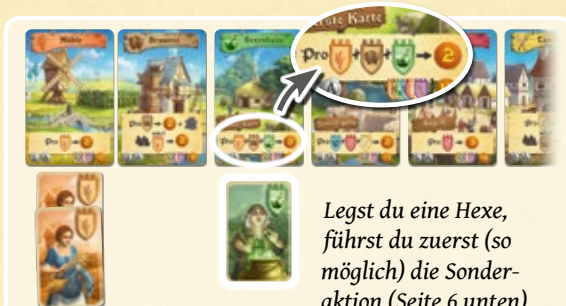 Mühle
Brauerei
Hexenhaus
erste Karte
Pro + + → 2
Legst du eine Hexe,
führst du zuerst (so
möglich) die Sonder-
aktion (Seite 6 unten)